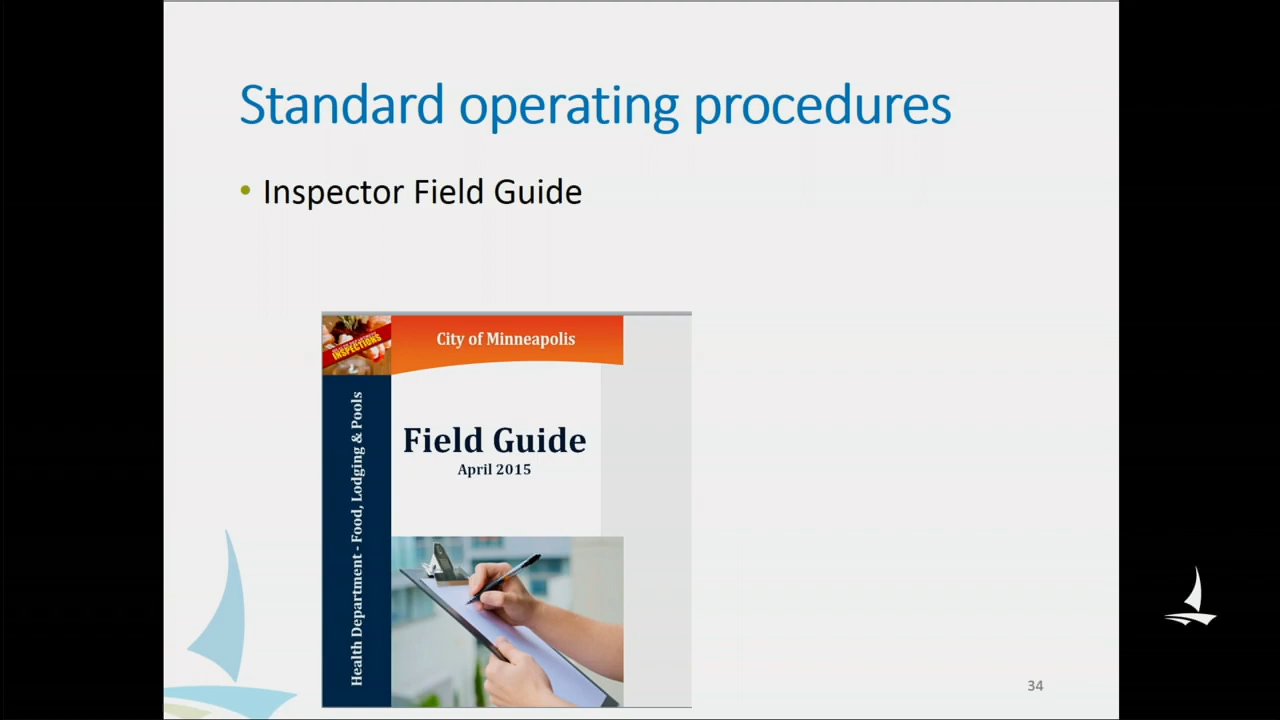 Standard operating procedures
• Inspector Field Guide
INSPECTIONS
City of Minneapolis
Health Department - Food, Lodging & Pools
Field Guide
April 2015
34